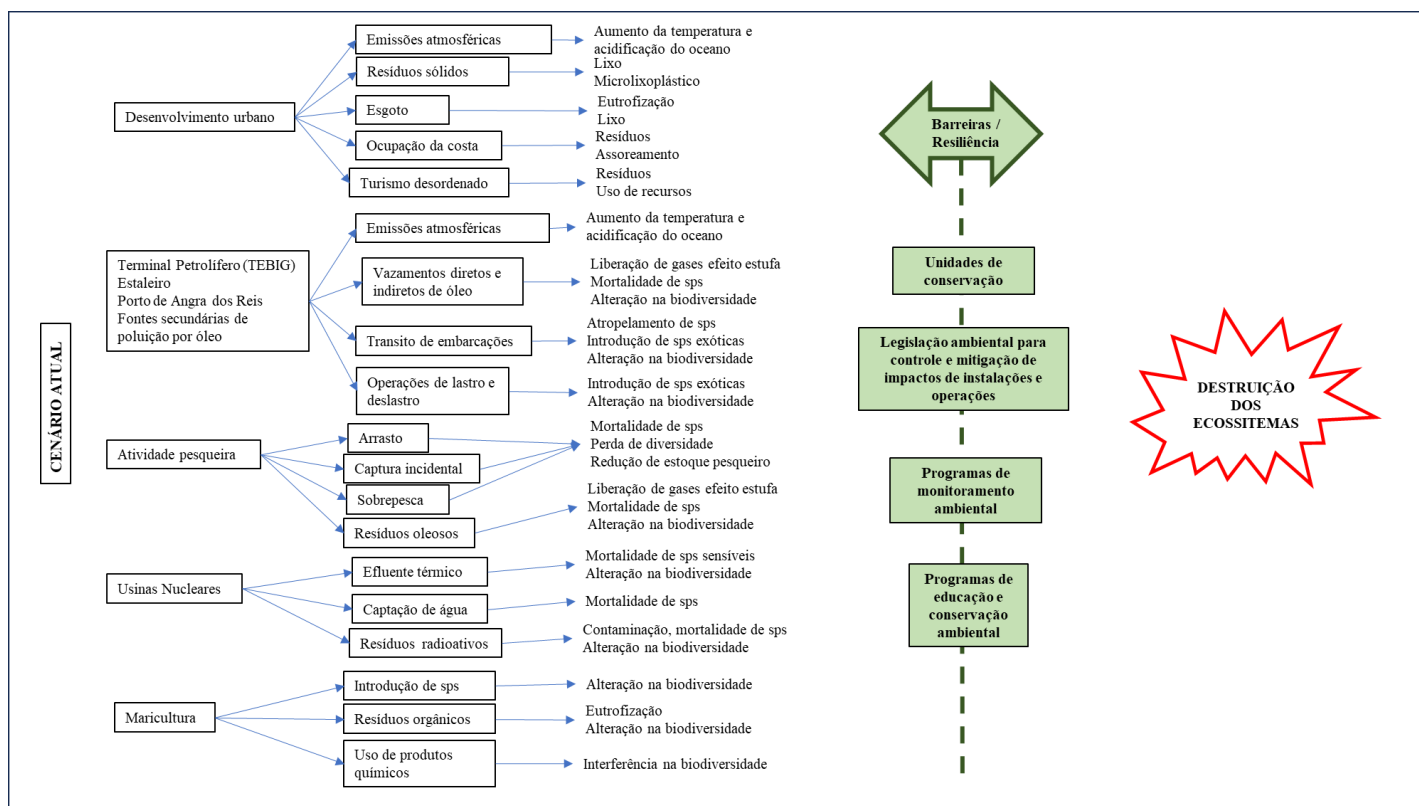 CENÁRIO ATUAL
Desenvolvimento urbano
Emissões atmosféricas
Aumento da temperatura e
acidificação do oceano
Resíduos sólidos
Lixo
Microlixoplástico
Esgoto
Eutrofização
Lixo
Ocupação da costa
Resíduos
Assoreamento
Turismo desordenado
Resíduos
Uso de recursos
Terminal Petrolífero (TEBIG)
Estaleiro
Porto de Angra dos Reis
Fontes secundárias de
poluição por óleo
Emissões atmosféricas
Aumento da temperatura e
acidificação do oceano
Vazamentos diretos e
indiretos de óleo
Liberação de gases efeito estufa
Mortalidade de sps
Alteração na biodiversidade
Transito de embarcações
Atropelamento de sps
Introdução de sps exóticas
Alteração na biodiversidade
Operações de lastro e
deslastro
Introdução de sps exóticas
Alteração na biodiversidade
Atividade pesqueira
Arrasto
Captura incidental
Sobrepesca
Mortalidade de sps
Perda de diversidade
Redução de estoque pesqueiro
Resíduos oleosos
Liberação de gases efeito estufa
Mortalidade de sps
Alteração na biodiversidade
Usinas Nucleares
Efluente térmico
Mortalidade de sps sensíveis
Alteração na biodiversidade
Captação de água
Mortalidade de sps
Resíduos radioativos
Contaminação, mortalidade de sps
Alteração na biodiversidade
Maricultura
Introdução de sps
Alteração na biodiversidade
Resíduos orgânicos
Eutrofização
Alteração na biodiversidade
Uso de produtos
químicos
Interferência na biodiversidade
Barreiras /
Resiliência
Unidades de
conservação
Legislação ambiental para
controle e mitigação de
impactos de instalações e
operações
Programas de
monitoramento
ambiental
Programas de
educação e
conservação
ambiental
DESTRUIÇÃO
DOS
ECOSSITEMAS